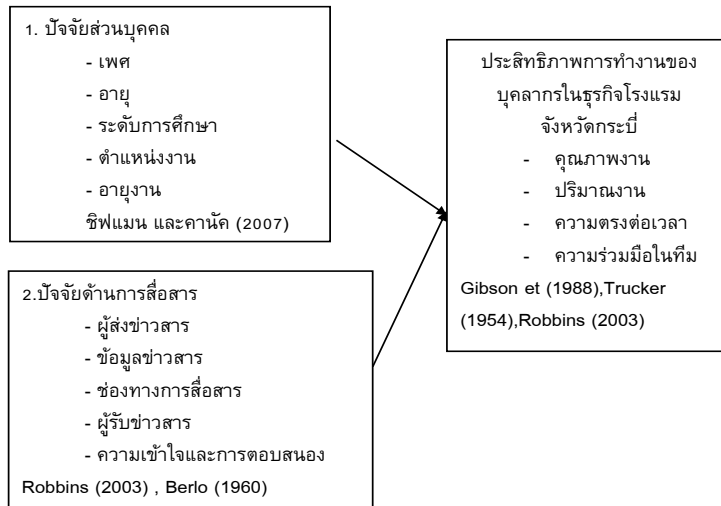 1. ปัจจัยส่วนบุคคล
- เพศ
- อายุ
- ระดับการศึกษา
- ตำแหน่งงาน
- อายุงาน
ชิฟแมน และคานัค (2007)
2.ปัจจัยด้านการสื่อสาร
- ผู้ส่งข่าวสาร
- ข้อมูลข่าวสาร
- ช่องทางการสื่อสาร
- ผู้รับข่าวสาร
- ความเข้าใจและการตอบสนอง
Robbins (2003) , Berlo (1960)
ประสิทธิภาพการทำงานของ
บุคลากรในธุรกิจโรงแรม
จังหวัดกระบี่
- คุณภาพงาน
- ปริมาณงาน
- ความตรงต่อเวลา
- ความร่วมมือในทีม
Gibson et (1988),Trucker
(1954),Robbins (2003)